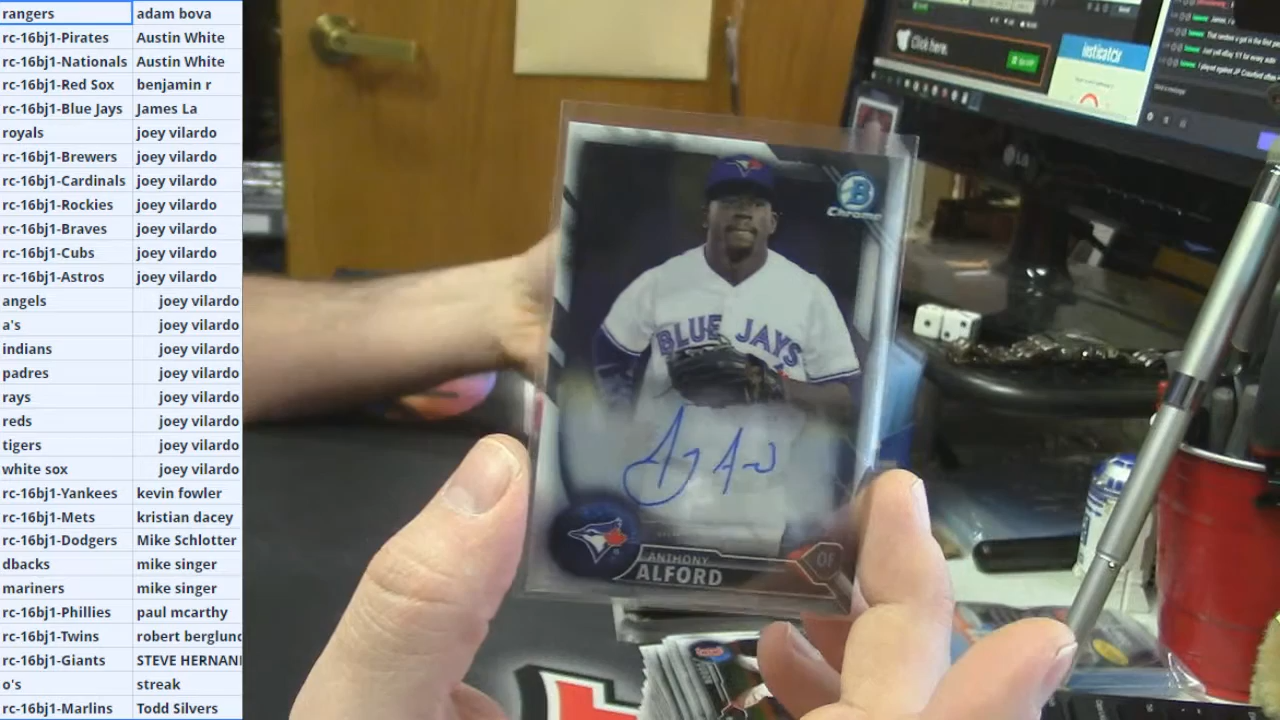 rangers adam bova
rc-16bj1-Pirates Austin White
rc-16bj1-Nationals Austin White
rc-16bj1-Red Sox benjamin r
rc-16bj1-Blue Jays James La
royals joey vilardo
rc-16bj1-Brewers joey vilardo
rc-16bj1-Cardinals joey vilardo
rc-16bj1-Rockies joey vilardo
rc-16bj1-Braves joey vilardo
rc-16bj1-Cubs joey vilardo
rc-16bj1-Astros joey vilardo
angels joey vilardo
a's joey vilardo
indians joey vilardo
padres joey vilardo
rays joey vilardo
reds joey vilardo
tigers joey vilardo
white sox joey vilardo
rc-16bj1-Yankees kevin fowler
rc-16bj1-Mets kristian dacey
rc-16bj1-Dodgers Mike Schlotter
dbacks mike singer
mariners mike singer
rc-16bj1-Phillies paul mcarthy
rc-16bj1-Twins robert berglund
rc-16bj1-Giants STEVE HERNAN
o's streak
rc-16bj1-Marlins Todd Silvers
Click here.
LG
B
Chrome
BLUE JAYS
ANTHONY
ALFORD
OF